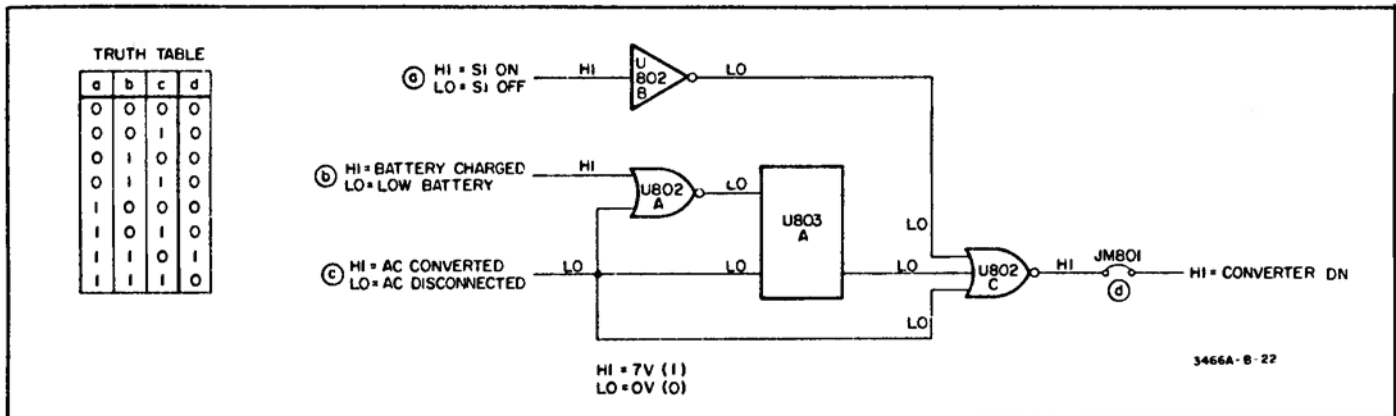 TRUTH TABLE
a b c d
0 0 0 0
0 0 1 0
0 1 0 0
0 1 1 0
1 0 0 0
1 0 1 0
1 1 0 1
1 1 1 0
a HI = S1 ON
LO = S1 OFF
HI
U
802
B
LO
b HI = BATTERY CHARGED
LO = LOW BATTERY
HI
U802
A
LO
U803
A
c HI = AC CONVERTED
LO = AC DISCONNECTED
LO
LO
LO
LO
LO
U802
C
HI
JM801
d
HI = CONVERTER DN
HI = 7V (1)
LO = 0V (0)
3466A-B-22